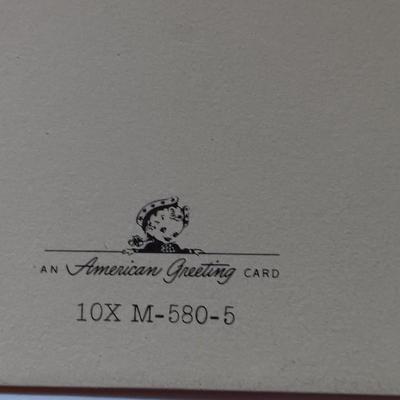 AN American Greeting CARD
10X M-580-5